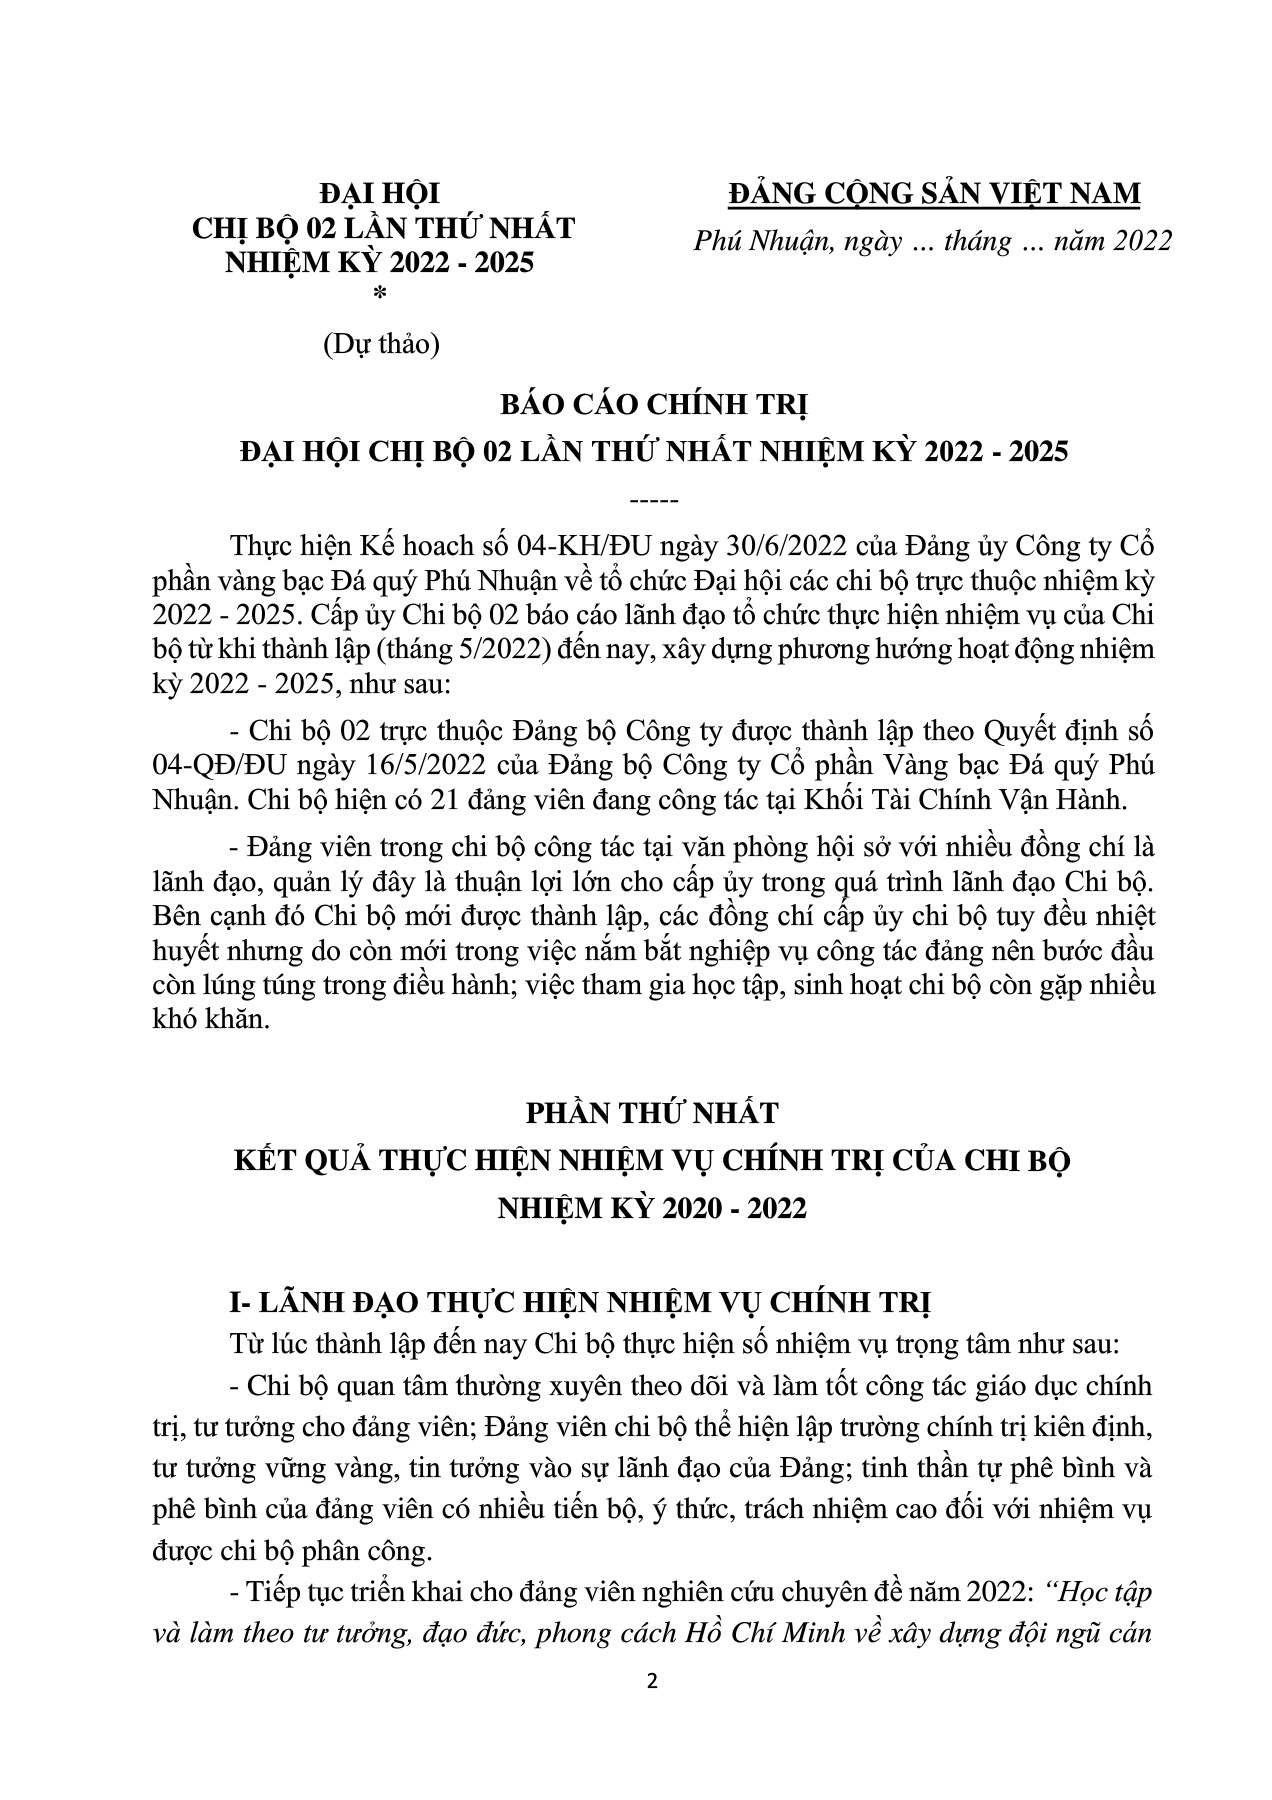 ĐẠI HỘI
CHI BỘ 02 LẦN THỨ NHẤT
NHIỆM KỲ 2022 - 2025
*
(Dự thảo)
ĐẢNG CỘNG SẢN VIỆT NAM
Phú Nhuận, ngày ... tháng ... năm 2022
BÁO CÁO CHÍNH TRỊ
ĐẠI HỘI CHỊ BỘ 02 LẦN THỨ NHẤT NHIỆM KỲ 2022 - 2025
-----
Thực hiện Kế hoach số 04-KH/ĐU ngày 30/6/2022 của Đảng ủy Công ty Cổ
phần vàng bạc Đá quý Phú Nhuận về tổ chức Đại hội các chi bộ trực thuộc nhiệm kỳ
2022 - 2025. Cấp ủy Chi bộ 02 báo cáo lãnh đạo tổ chức thực hiện nhiệm vụ của Chi
bộ từ khi thành lập (tháng 5/2022) đến nay, xây dựng phương hướng hoạt động nhiệm
kỳ 2022 - 2025, như sau:
- Chi bộ 02 trực thuộc Đảng bộ Công ty được thành lập theo Quyết định số
04-QĐ/ĐU ngày 16/5/2022 của Đảng bộ Công ty Cổ phần Vàng bạc Đá quý Phú
Nhuận. Chi bộ hiện có 21 đảng viên đang công tác tại Khối Tài Chính Vận Hành.
- Đảng viên trong chi bộ công tác tại văn phòng hội sở với nhiều đồng chí là
lãnh đạo, quản lý đây là thuận lợi lớn cho cấp ủy trong quá trình lãnh đạo Chi bộ.
Bên cạnh đó Chi bộ mới được thành lập, các đồng chí cấp ủy chi bộ tuy đều nhiệt
huyết nhưng do còn mới trong việc nắm bắt nghiệp vụ công tác đảng nên bước đầu
còn lúng túng trong điều hành; việc tham gia học tập, sinh hoạt chi bộ còn gặp nhiều
khó khăn.
PHẦN THỨ NHẤT
KẾT QUẢ THỰC HIỆN NHIỆM VỤ CHÍNH TRỊ CỦA CHI BỘ
NHIỆM KỲ 2020 - 2022
I- LÃNH ĐẠO THỰC HIỆN NHIỆM VỤ CHÍNH TRỊ
Từ lúc thành lập đến nay Chi bộ thực hiện số nhiệm vụ trọng tâm như sau:
- Chi bộ quan tâm thường xuyên theo dõi và làm tốt công tác giáo dục chính
trị, tư tưởng cho đảng viên; Đảng viên chi bộ thể hiện lập trường chính trị kiên định,
tư tưởng vững vàng, tin tưởng vào sự lãnh đạo của Đảng; tinh thần tự phê bình và
phê bình của đảng viên có nhiều tiến bộ, ý thức, trách nhiệm cao đối với nhiệm vụ
được chi bộ phân công.
- Tiếp tục triển khai cho đảng viên nghiên cứu chuyên đề năm 2022: “Học tập
và làm theo tư tưởng, đạo đức, phong cách Hồ Chí Minh về xây dựng đội ngũ cán
2